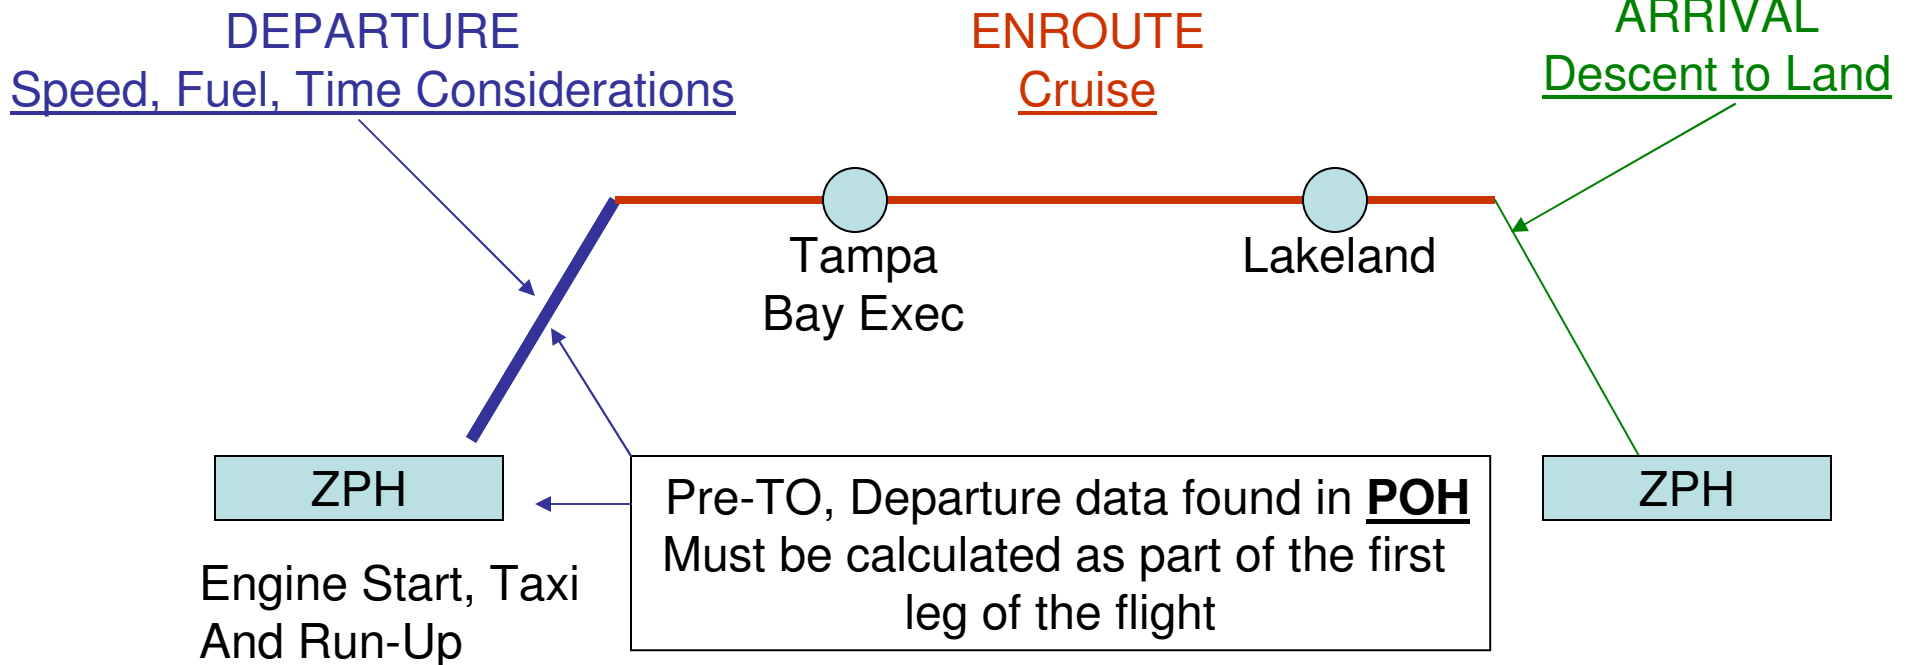 DEPARTURE
Speed, Fuel, Time Considerations
ENROUTE
Cruise
ARRIVAL
Descent to Land
Tampa
Bay Exec
Lakeland
ZPH
Engine Start, Taxi
And Run-Up
Pre-TO, Departure data found in POH
Must be calculated as part of the first
leg of the flight
ZPH